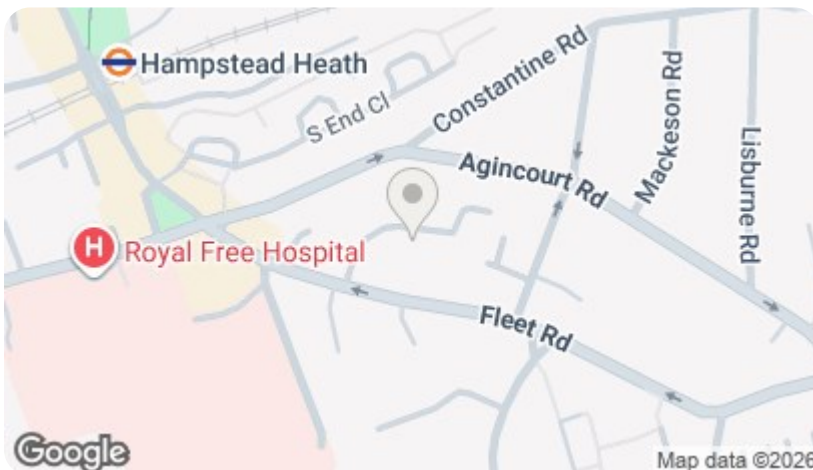 Hampstead Heath
Constantine Rd
S End Cl
Mackeson Rd
Agincourt Rd
Lisburne Rd
H
Royal Free Hospital
Fleet Rd
Google
Map data ©2026